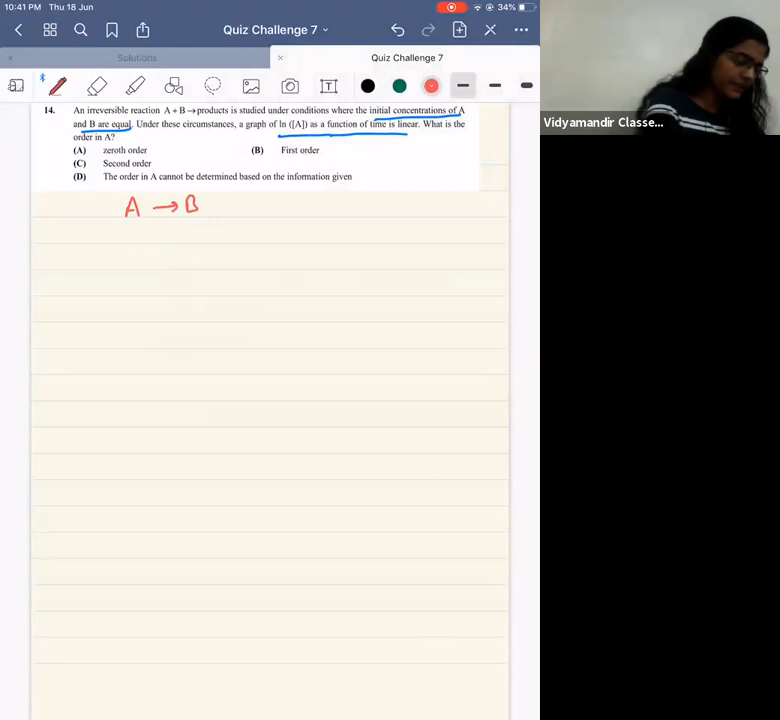 10:41 PM Thu 18 Jun
34%
Quiz Challenge 7
Solutions
Quiz Challenge 7
T
14. An irreversible reaction A + B → products is studied under conditions where the initial concentrations of A
and B are equal. Under these circumstances, a graph of ln ([A]) as a function of time is linear. What is the
order in A?
(A) zeroth order (B) First order
(C) Second order
(D) The order in A cannot be determined based on the information given
A → B
Vidyamandir Classe...